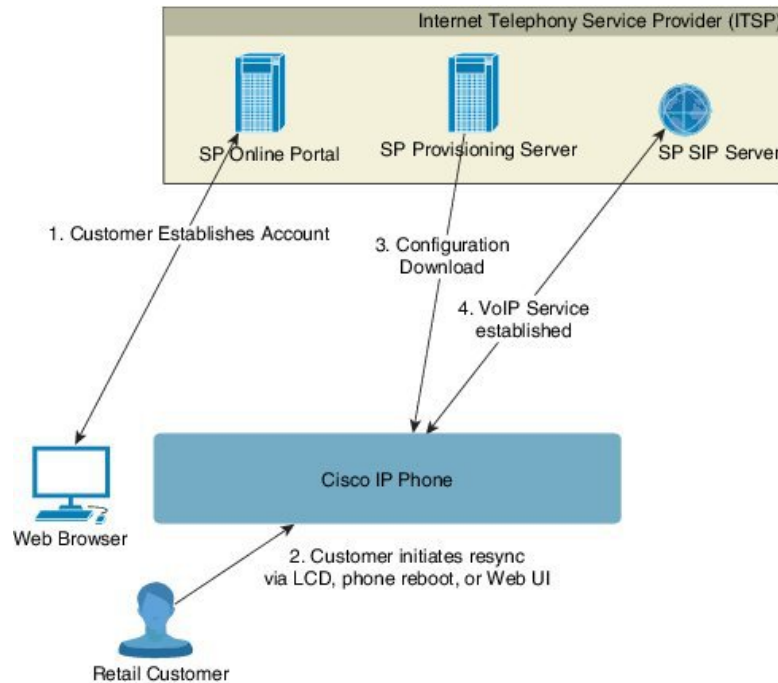 Internet Telephony Service Provider (ITSP)
SP Online Portal
SP Provisioning Server
SP SIP Server
1. Customer Establishes Account
3. Configuration
Download
4. VoIP Service
established
Cisco IP Phone
Web Browser
2. Customer initiates resync
via LCD, phone reboot, or Web UI
Retail Customer